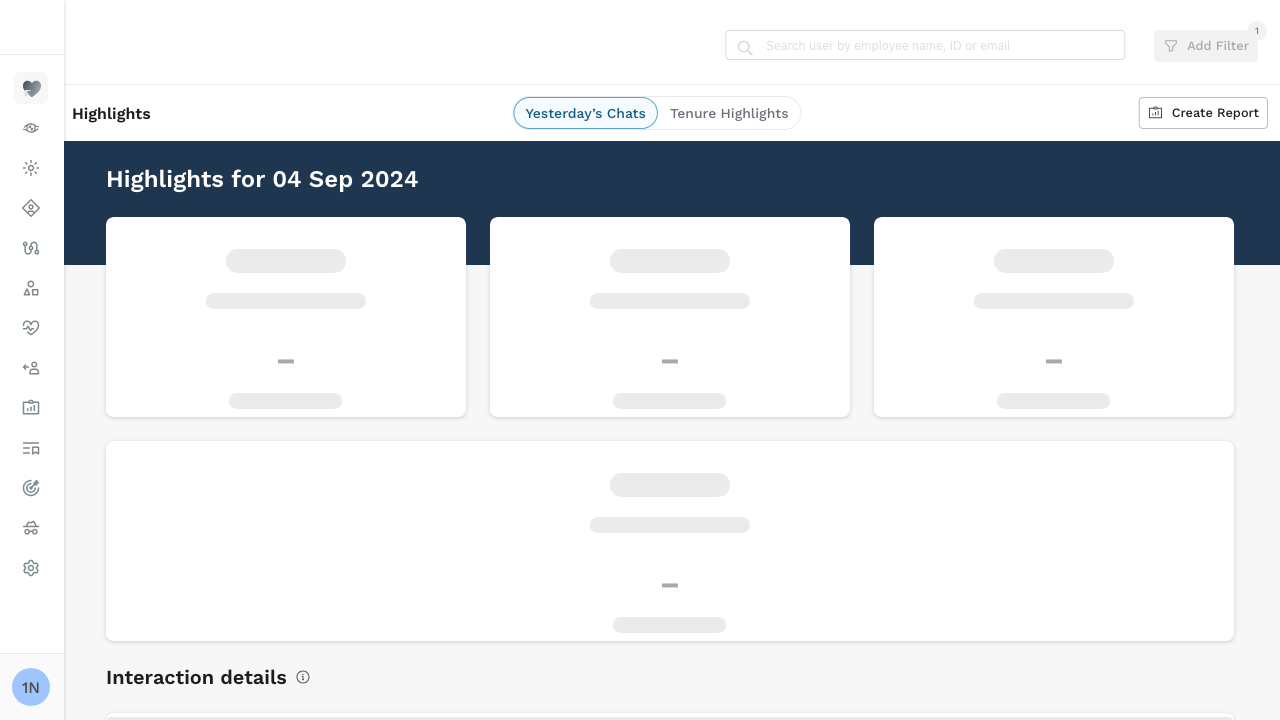 Search user by employee name, ID or email
Add Filter
1
Highlights
Yesterday's Chats
Tenure Highlights
Create Report
Highlights for 04 Sep 2024
Interaction details
1N